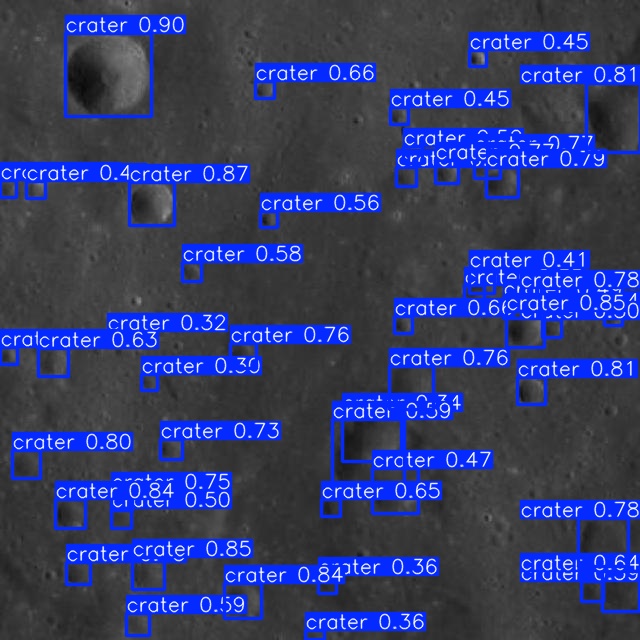 crater 0.90
crater 0.45
crater 0.66
crater 0.81
crater 0.45
crater 0.79
crater 0.87
crater 0.56
crater 0.58
crater 0.41
crater 0.78
crater 0.85
crater 0.32
crater 0.76
crater 0.63
crater 0.76
crater 0.30
crater 0.81
crater 0.73
crater 0.80
crater 0.47
crater 0.75
crater 0.84
crater 0.65
crater 0.50
crater 0.78
crater 0.85
crater 0.64
crater 0.36
crater 0.84
crater 0.59
crater 0.36